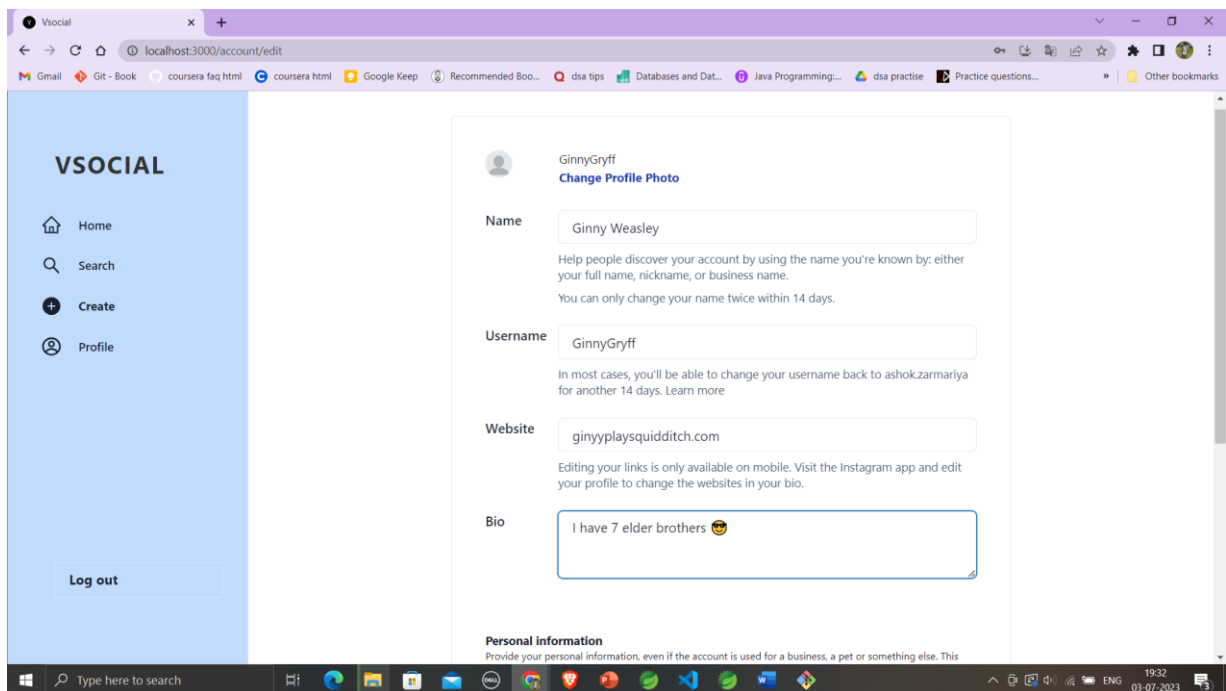 Vsocial
localhost:3000/account/edit
Gmail Git - Book coursera faq html coursera html Google Keep Recommended Boo... dsa tips Databases and Dat... Java Programming:... dsa practise Practice questions... » Other bookmarks
VSOCIAL
Home
Search
Create
Profile
Log out
GinnyGryff
Change Profile Photo
Name
Ginny Weasley
Help people discover your account by using the name you're known by: either
your full name, nickname, or business name.
You can only change your name twice within 14 days.
Username
GinnyGryff
In most cases, you'll be able to change your username back to ashok.zarmariya
for another 14 days. Learn more
Website
ginyyplaysquidditch.com
Editing your links is only available on mobile. Visit the Instagram app and edit
your profile to change the websites in your bio.
Bio
I have 7 elder brothers 😎
Personal information
Provide your personal information, even if the account is used for a business, a pet or something else. This
Type here to search
ENG
19:32
03-07-2023